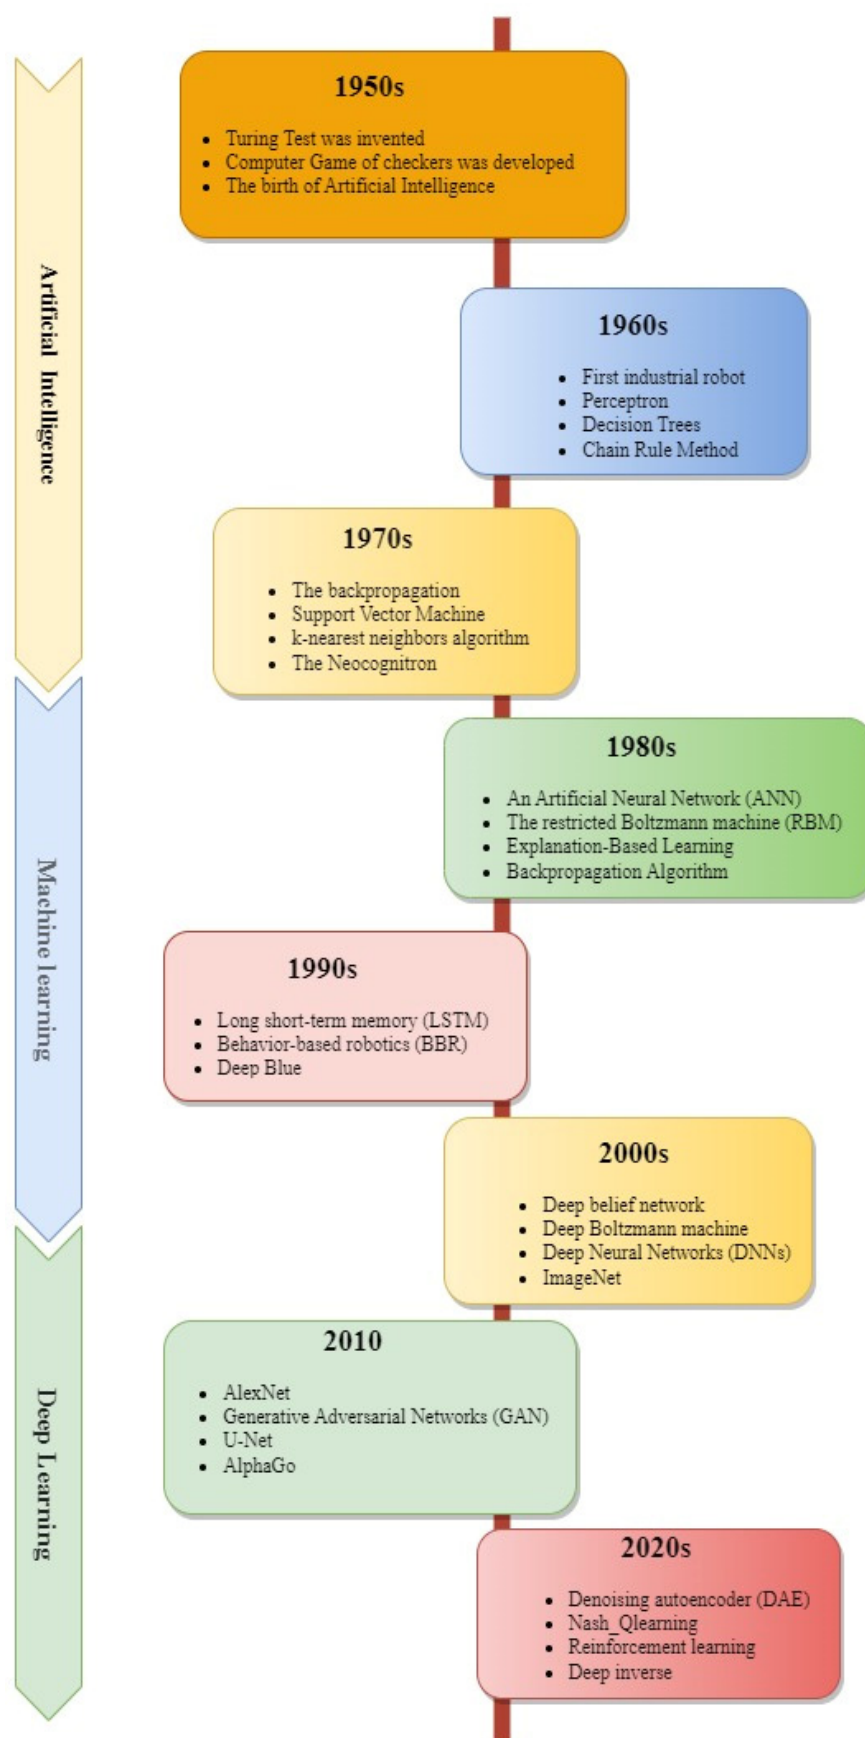 Artificial Intelligence
1950s
• Turing Test was invented
• Computer Game of checkers was developed
• The birth of Artificial Intelligence
1960s
• First industrial robot
• Perceptron
• Decision Trees
• Chain Rule Method
1970s
• The backpropagation
• Support Vector Machine
• k-nearest neighbors algorithm
• The Neocognitron
Machine learning
1980s
• An Artificial Neural Network (ANN)
• The restricted Boltzmann machine (RBM)
• Explanation-Based Learning
• Backpropagation Algorithm
1990s
• Long short-term memory (LSTM)
• Behavior-based robotics (BBR)
• Deep Blue
2000s
• Deep belief network
• Deep Boltzmann machine
• Deep Neural Networks (DNNs)
• ImageNet
Deep Learning
2010
• AlexNet
• Generative Adversarial Networks (GAN)
• U-Net
• AlphaGo
2020s
• Denoising autoencoder (DAE)
• Nash_Qlearning
• Reinforcement learning
• Deep inverse